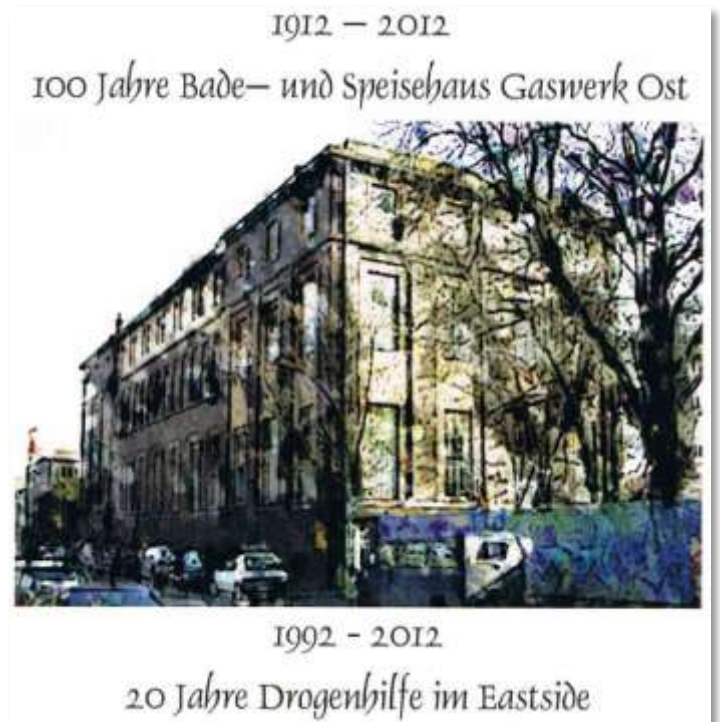 1912 – 2012
100 Jahre Bade– und Speisehaus Gaswerk Ost
1992 - 2012
20 Jahre Drogenhilfe im Eastside